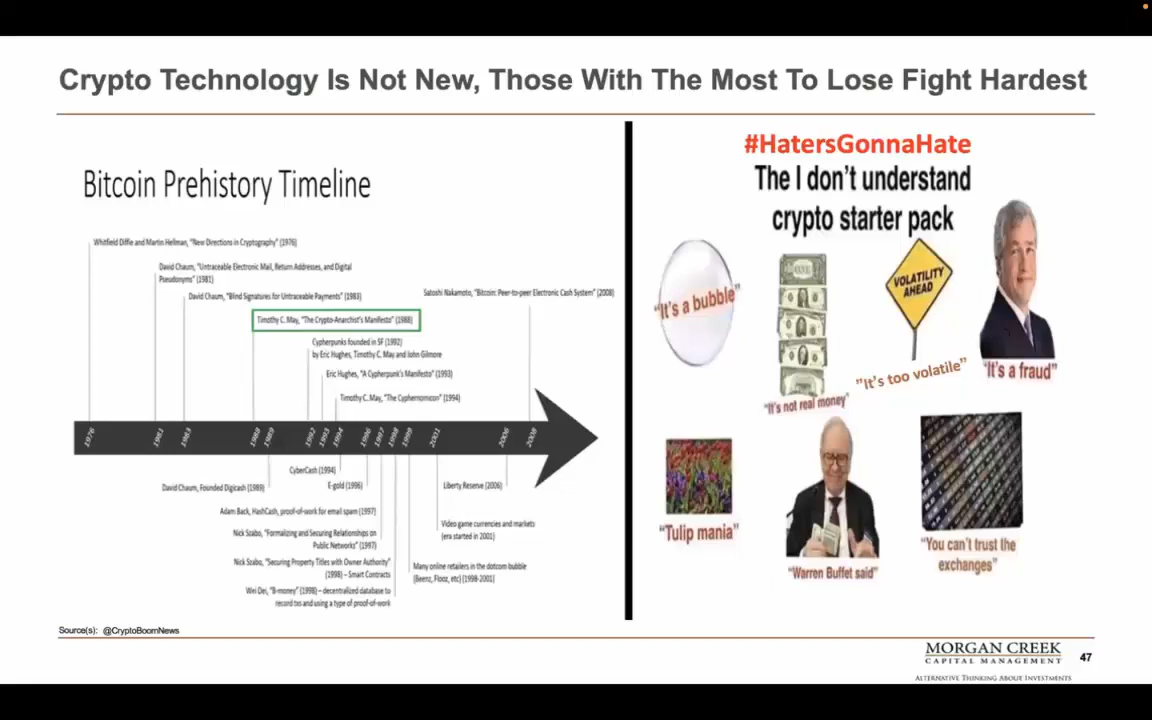 Crypto Technology Is Not New, Those With The Most To Lose Fight Hardest
Bitcoin Prehistory Timeline
Whitfield Diffie and Martin Hellman, "New Directions in Cryptography" (1976)
David Chaum, "Untraceable Electronic Mail, Return Addresses, and Digital
Pseudonyms" (1981)
David Chaum, "Blind Signatures for Untraceable Payments" (1983)
Satoshi Nakamoto, "Bitcoin: Peer-to-peer Electronic Cash System" (2008)
Timothy C. May, "The Crypto-Anarchist's Manifesto" (1988)
Cypherpunks founded in SF (1992)
by Eric Hughes, Timothy C. May and John Gilmore
Eric Hughes, "A Cypherpunk's Manifesto" (1993)
Timothy C. May, "The Cyphernomicon" (1994)
1976 1981 1983 1988 1989 1992 1993 1994 1996 1997 1998 1999 2001 2006 2008
CyberCash (1994)
David Chaum, Founded Digicash (1989)
E-gold (1996)
Liberty Reserve (2006)
Adam Back, HashCash, proof-of-work for email spam (1997)
Video game currencies and markets
(era started in 2001)
Nick Szabo, "Formalizing and Securing Relationships on
Public Networks" (1997)
Nick Szabo, "Securing Property Titles with Owner Authority"
(1998) – Smart Contracts
Many online retailers in the dotcom bubble
(Beenz, Flooz, etc) (1998-2001)
Wei Dei, "B-money" (1998) – decentralized database to
record txo and using a type of proof-of-work
#HatersGonnaHate
The I don't understand
crypto starter pack
"It's a bubble"
"It's not real money"
VOLATILITY
AHEAD
"It's too volatile"
"It's a fraud"
"Tulip mania"
"Warren Buffet said"
"You can't trust the
exchanges"
Source(s): @CryptoBoomNews
MORGAN CREEK
CAPITAL MANAGEMENT
ALTERNATIVE THINKING ABOUT INVESTMENTS
47